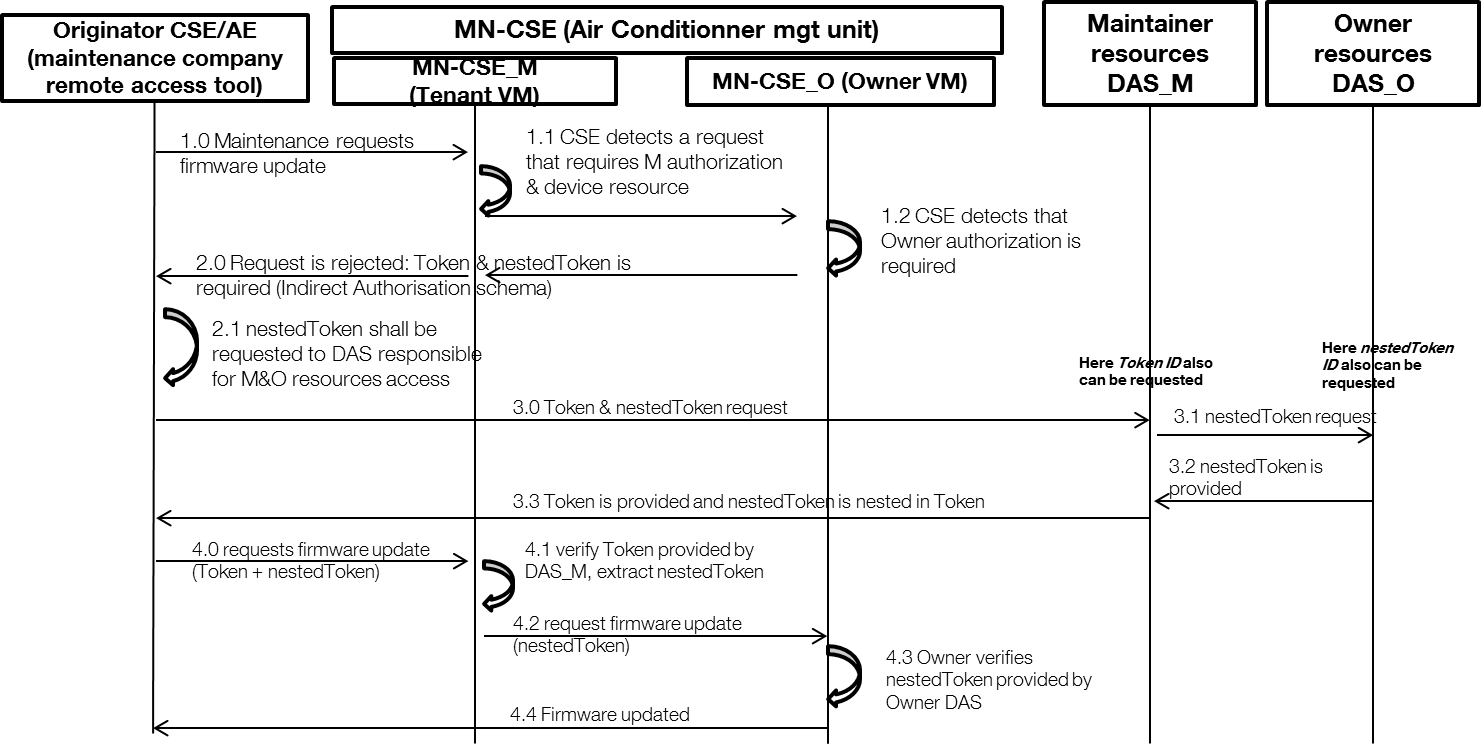 Originator CSE/AE
(maintenance company
remote access tool)
MN-CSE (Air Conditionner mgt unit)
MN-CSE_M
(Tenant VM)
MN-CSE_O (Owner VM)
Maintainer
resources
DAS_M
Owner
resources
DAS_O
1.0 Maintenance requests
firmware update
1.1 CSE detects a request
that requires M authorization
& device resource
1.2 CSE detects that
Owner authorization is
required
2.0 Request is rejected: Token & nestedToken is
required (Indirect Authorisation schema)
2.1 nestedToken shall be
requested to DAS responsible
for M&O resources access
Here Token ID also
can be requested
Here nestedToken
ID also can be
requested
3.0 Token & nestedToken request
3.1 nestedToken request
3.2 nestedToken is
provided
3.3 Token is provided and nestedToken is nested in Token
4.0 requests firmware update
(Token + nestedToken)
4.1 verify Token provided by
DAS_M, extract nestedToken
4.2 request firmware update
(nestedToken)
4.3 Owner verifies
nestedToken provided by
Owner DAS
4.4 Firmware updated